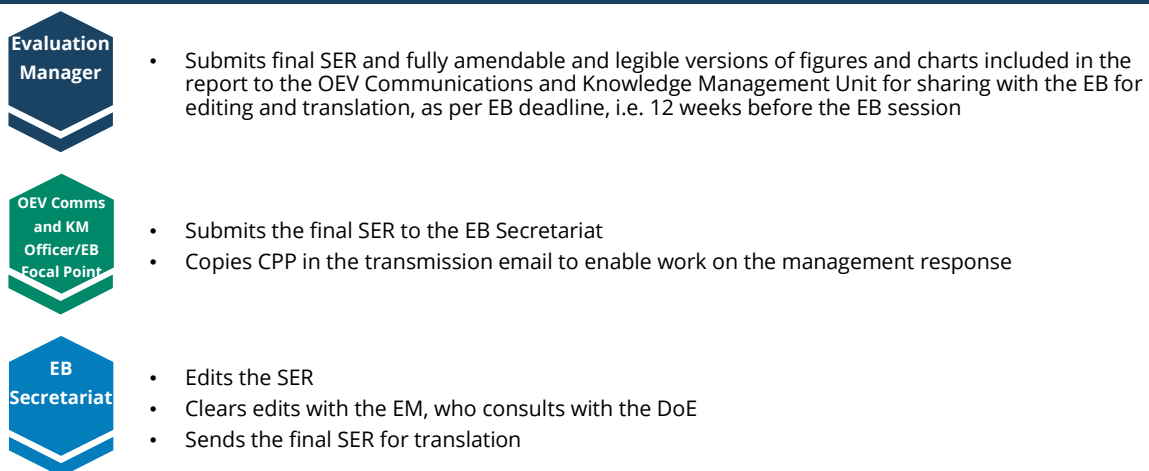 Evaluation
Manager
• Submits final SER and fully amendable and legible versions of figures and charts included in the
report to the OEV Communications and Knowledge Management Unit for sharing with the EB for
editing and translation, as per EB deadline, i.e. 12 weeks before the EB session
OEV Comms
and KM
Officer/EB
Focal Point
• Submits the final SER to the EB Secretariat
• Copies CPP in the transmission email to enable work on the management response
EB
Secretariat
• Edits the SER
• Clears edits with the EM, who consults with the DoE
• Sends the final SER for translation